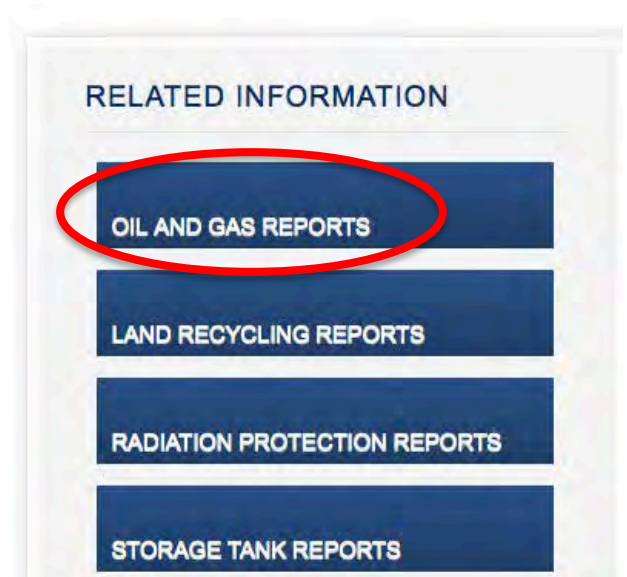 RELATED INFORMATION
OIL AND GAS REPORTS
LAND RECYCLING REPORTS
RADIATION PROTECTION REPORTS
STORAGE TANK REPORTS